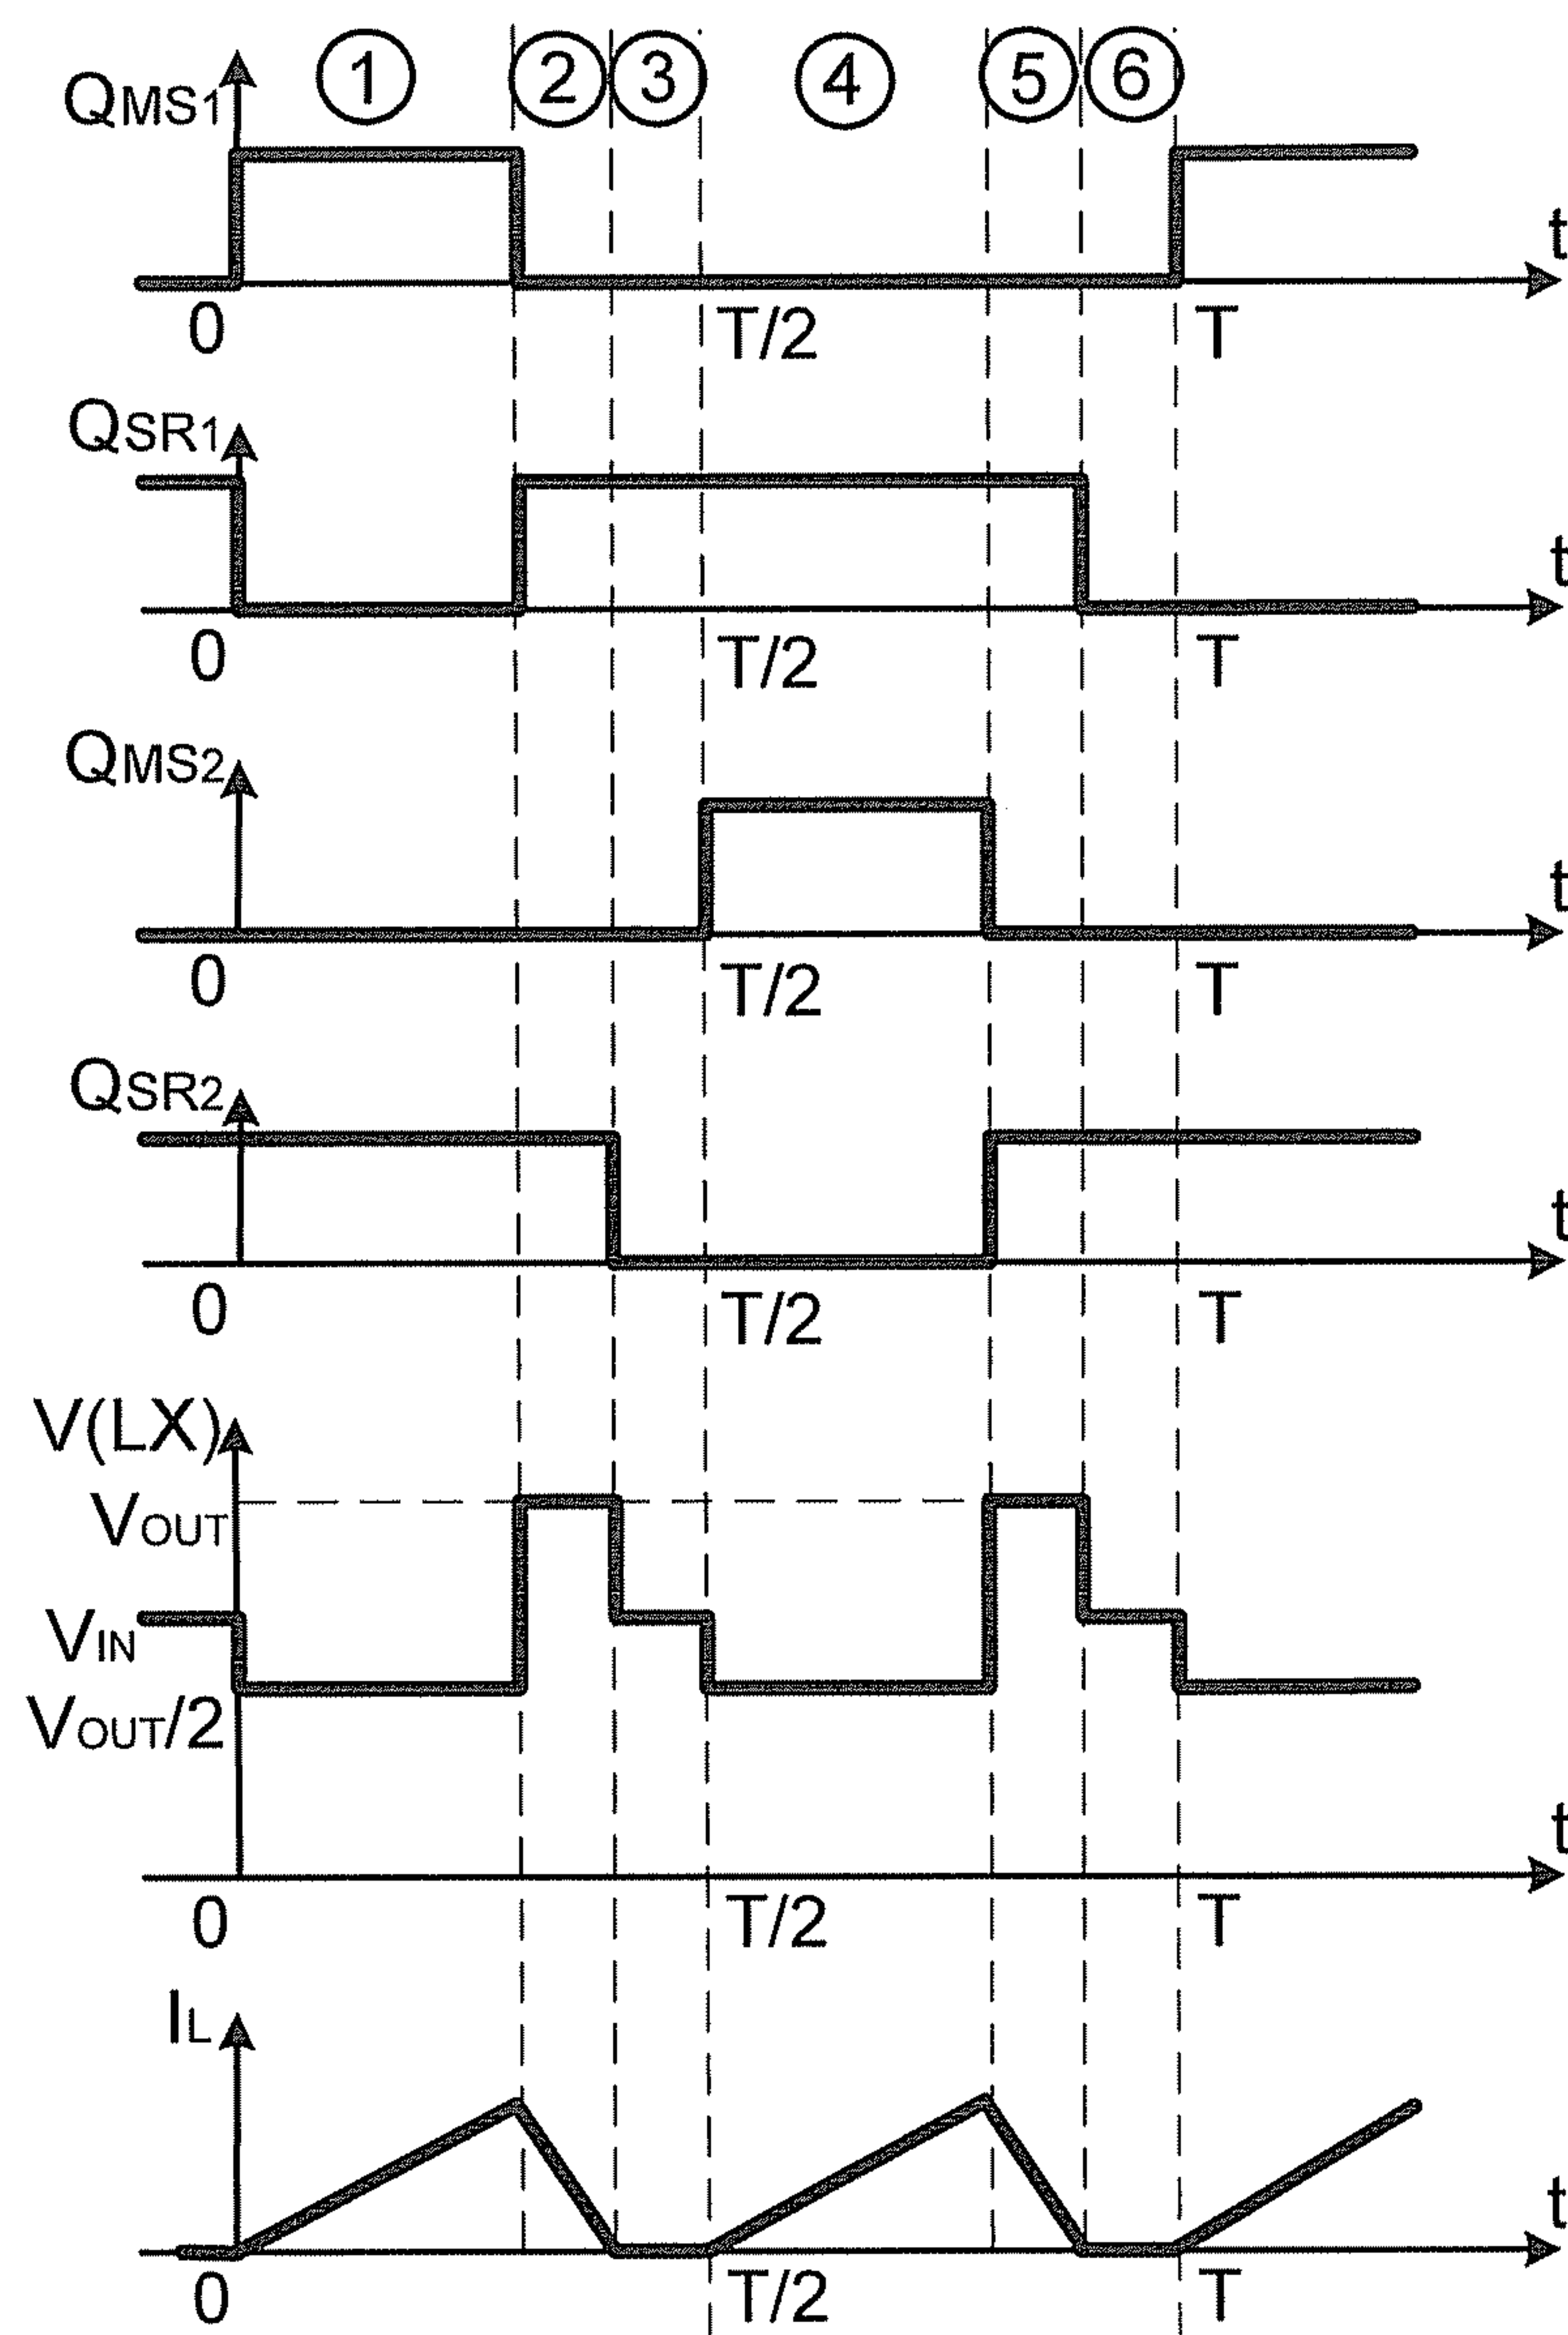 1 2 3 4 5 6
QMS1
t
0 T/2 T
QSR1
t
0 T/2 T
QMS2
t
0 T/2 T
QSR2
t
0 T/2 T
V(LX)
VOUT
VIN
VOUT/2
t
0 T/2 T
IL
t
0 T/2 T